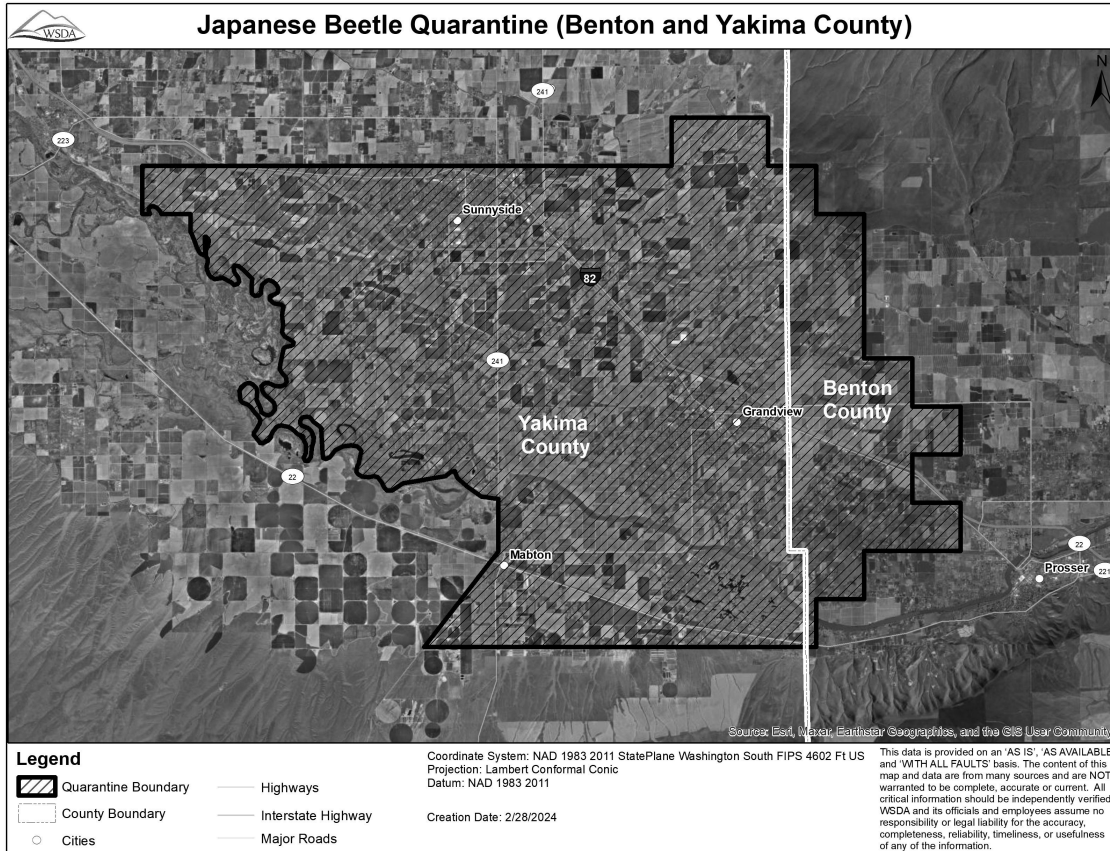 WSDA
Japanese Beetle Quarantine (Benton and Yakima County)
N
241
223
Sunnyside
82
241
Benton
County
Yakima
County
Grandview
22
Mabton
22
Prosser
221
Source: Esri, Maxar, Earthstar Geographics, and the GIS User Community
Legend
Quarantine Boundary
County Boundary
Cities
Highways
Interstate Highway
Major Roads
Coordinate System: NAD 1983 2011 StatePlane Washington South FIPS 4602 Ft US
Projection: Lambert Conformal Conic
Datum: NAD 1983 2011
Creation Date: 2/28/2024
This data is provided on an 'AS IS', 'AS AVAILABLE
and 'WITH ALL FAULTS' basis. The content of this
map and data are from many sources and are NOT
warranted to be complete, accurate or current. All
critical information should be independently verified
WSDA and its officials and employees assume no
responsibility or legal liability for the accuracy,
completeness, reliability, timeliness, or usefulness
of any of the information.